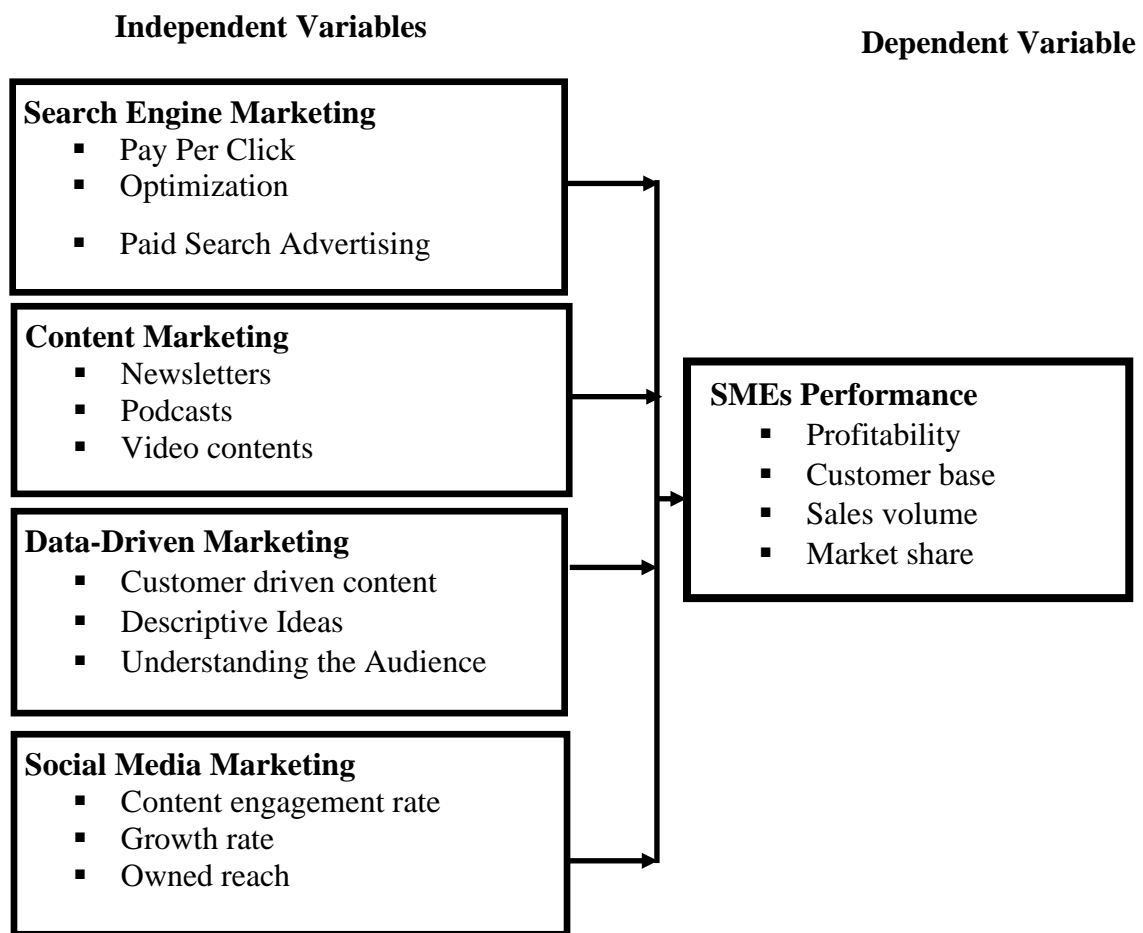 Independent Variables
Dependent Variable
Search Engine Marketing
▪ Pay Per Click
▪ Optimization
▪ Paid Search Advertising
Content Marketing
▪ Newsletters
▪ Podcasts
▪ Video contents
Data-Driven Marketing
▪ Customer driven content
▪ Descriptive Ideas
▪ Understanding the Audience
Social Media Marketing
▪ Content engagement rate
▪ Growth rate
▪ Owned reach
SMEs Performance
▪ Profitability
▪ Customer base
▪ Sales volume
▪ Market share